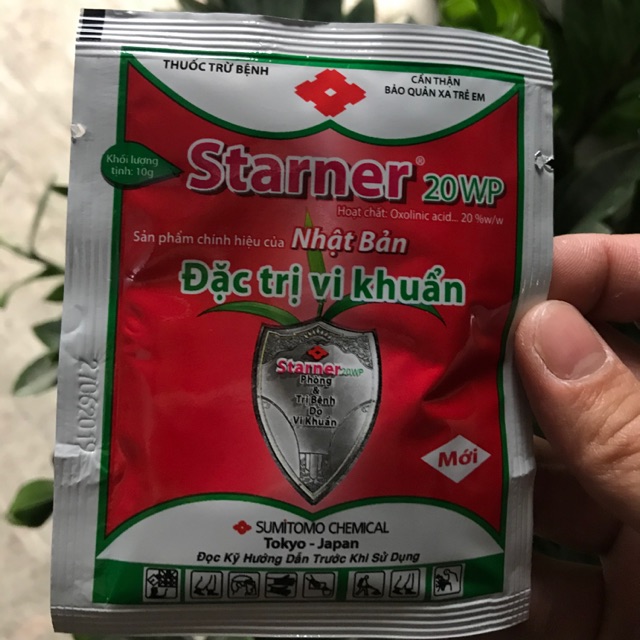 THUỐC TRỪ BỆNH
CẨN THẬN
BẢO QUẢN XA TRẺ EM
Khối lượng
tịnh: 10g
Starner® 20WP
Hoạt chất: Oxolinic acid... 20 %w/w
Sản phẩm chính hiệu của Nhật Bản
Đặc trị vi khuẩn
Starner 20WP
Phòng
&
Trị Bệnh
Do
Vi Khuẩn
Mới
21062019
SUMITOMO CHEMICAL
Tokyo - Japan
Đọc Kỹ Hướng Dẫn Trước Khi Sử Dụng